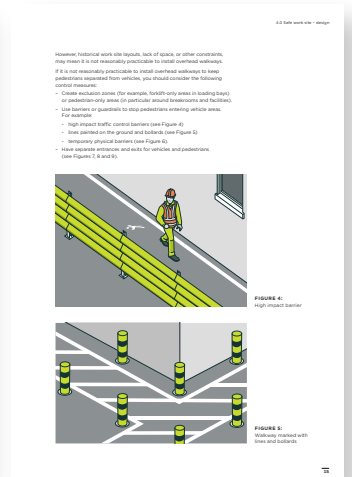 4.0 Safe work site – design
However, historical work site layouts, lack of space, or other constraints,
may mean it is not reasonably practicable to install overhead walkways.
If it is not reasonably practicable to install overhead walkways to keep
pedestrians separated from vehicles, you should consider the following
control measures:
– Create exclusion zones (for example, forklift-only areas in loading bays)
or pedestrian-only areas (in particular around breakrooms and facilities).
– Use barriers or guardrails to stop pedestrians entering vehicle areas.
For example:
– high impact traffic control barriers (see Figure 4)
– lines painted on the ground and bollards (see Figure 5)
– temporary physical barriers (see Figure 6).
– Have separate entrances and exits for vehicles and pedestrians
(see Figures 7, 8 and 9).
FIGURE 4:
High impact barrier
FIGURE 5:
Walkway marked with
lines and bollards